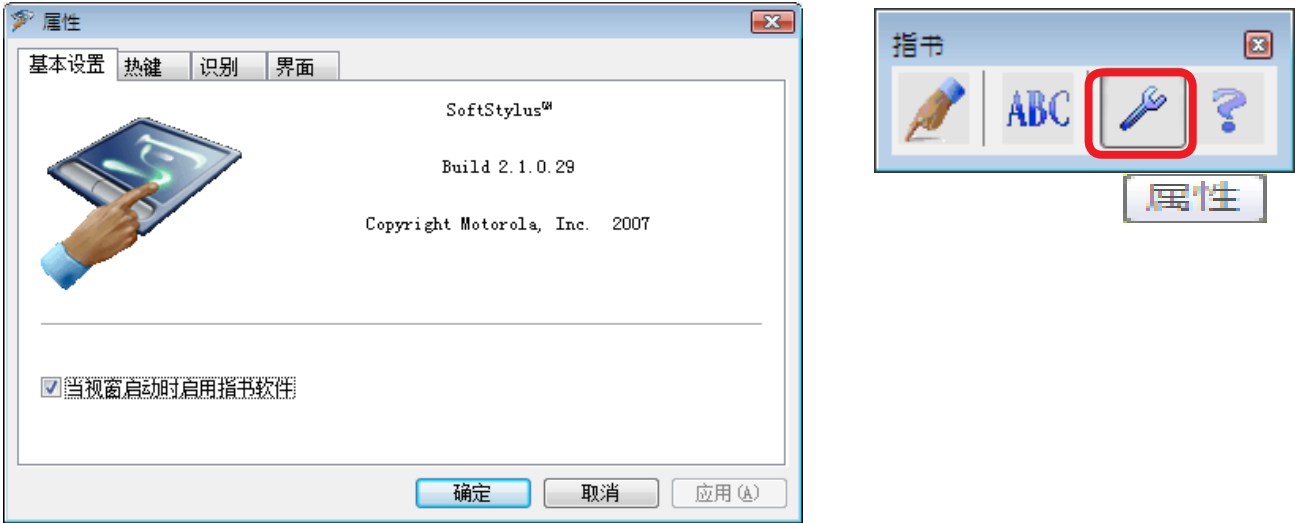 属性
基本设置 热键 识别 界面
SoftStylus℠
Build 2.1.0.29
Copyright Motorola, Inc. 2007
当视窗启动时启用指书软件
确定 取消 应用(A)
指书
ABC
属性